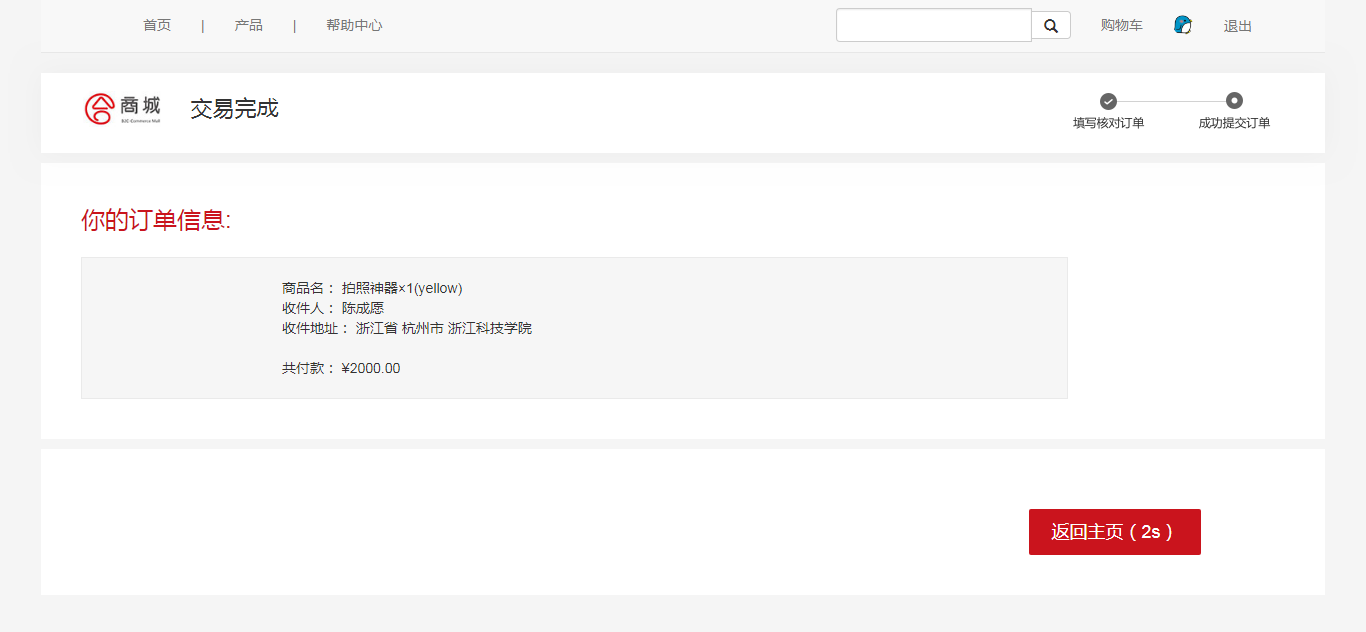 首页 | 产品 | 帮助中心 购物车 退出
商城
B2C-Commerce Mall
交易完成
填写核对订单 成功提交订单
你的订单信息:
商品名： 拍照神器×1(yellow)
收件人： 陈成愿
收件地址： 浙江省 杭州市 浙江科技学院
共付款： ¥2000.00
返回主页（2s）